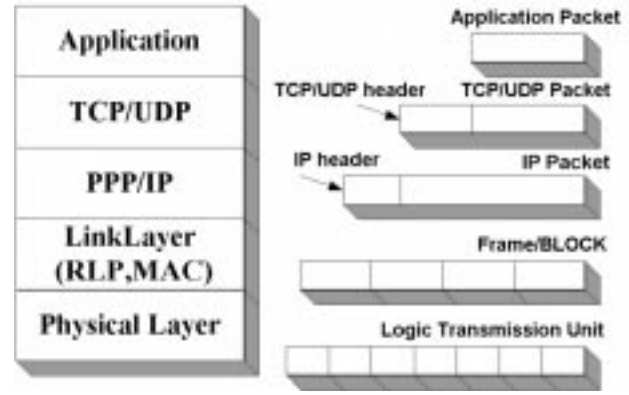 Application
TCP/UDP
PPP/IP
LinkLayer
(RLP,MAC)
Physical Layer
Application Packet
TCP/UDP header
TCP/UDP Packet
IP header
IP Packet
Frame/BLOCK
Logic Transmission Unit